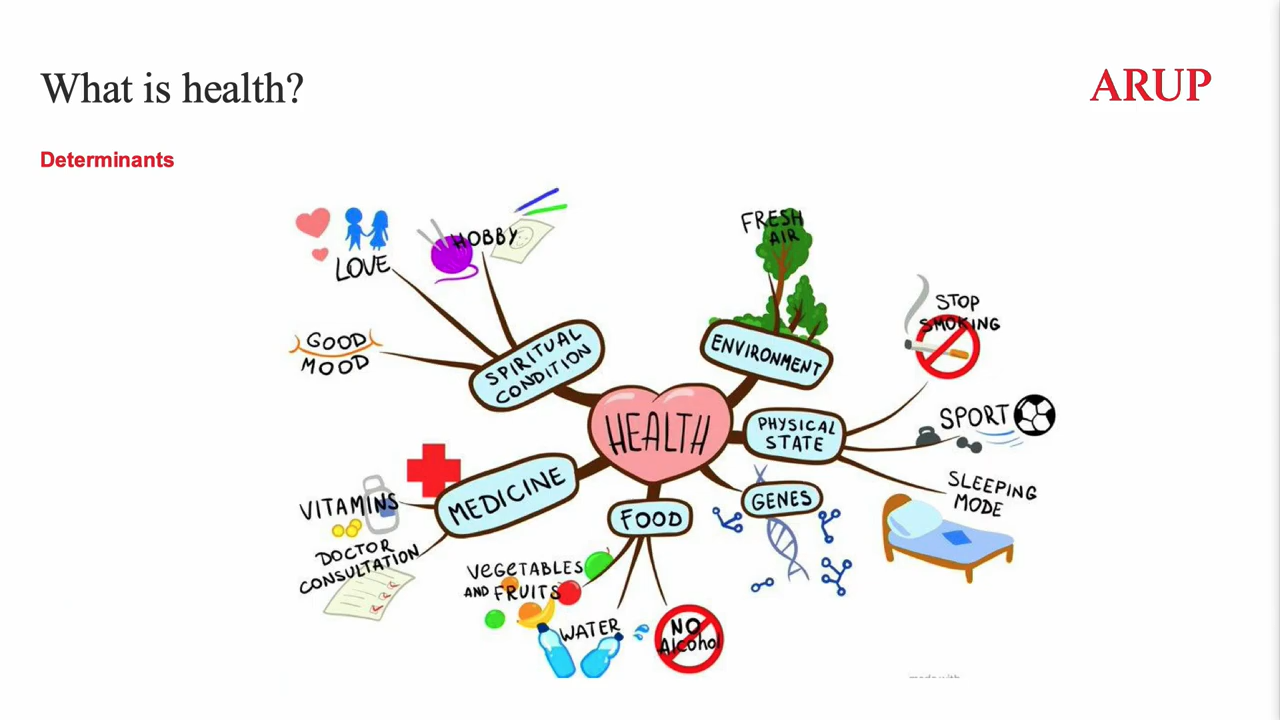 What is health?
ARUP
Determinants
LOVE
HOBBY
GOOD
MOOD
SPIRITUAL
CONDITION
FRESH
AIR
ENVIRONMENT
STOP
SMOKING
HEALTH
PHYSICAL
STATE
SPORT
SLEEPING
MODE
GENES
MEDICINE
VITAMINS
DOCTOR
CONSULTATION
FOOD
VEGETABLES
AND FRUITS
WATER
NO
Alcohol